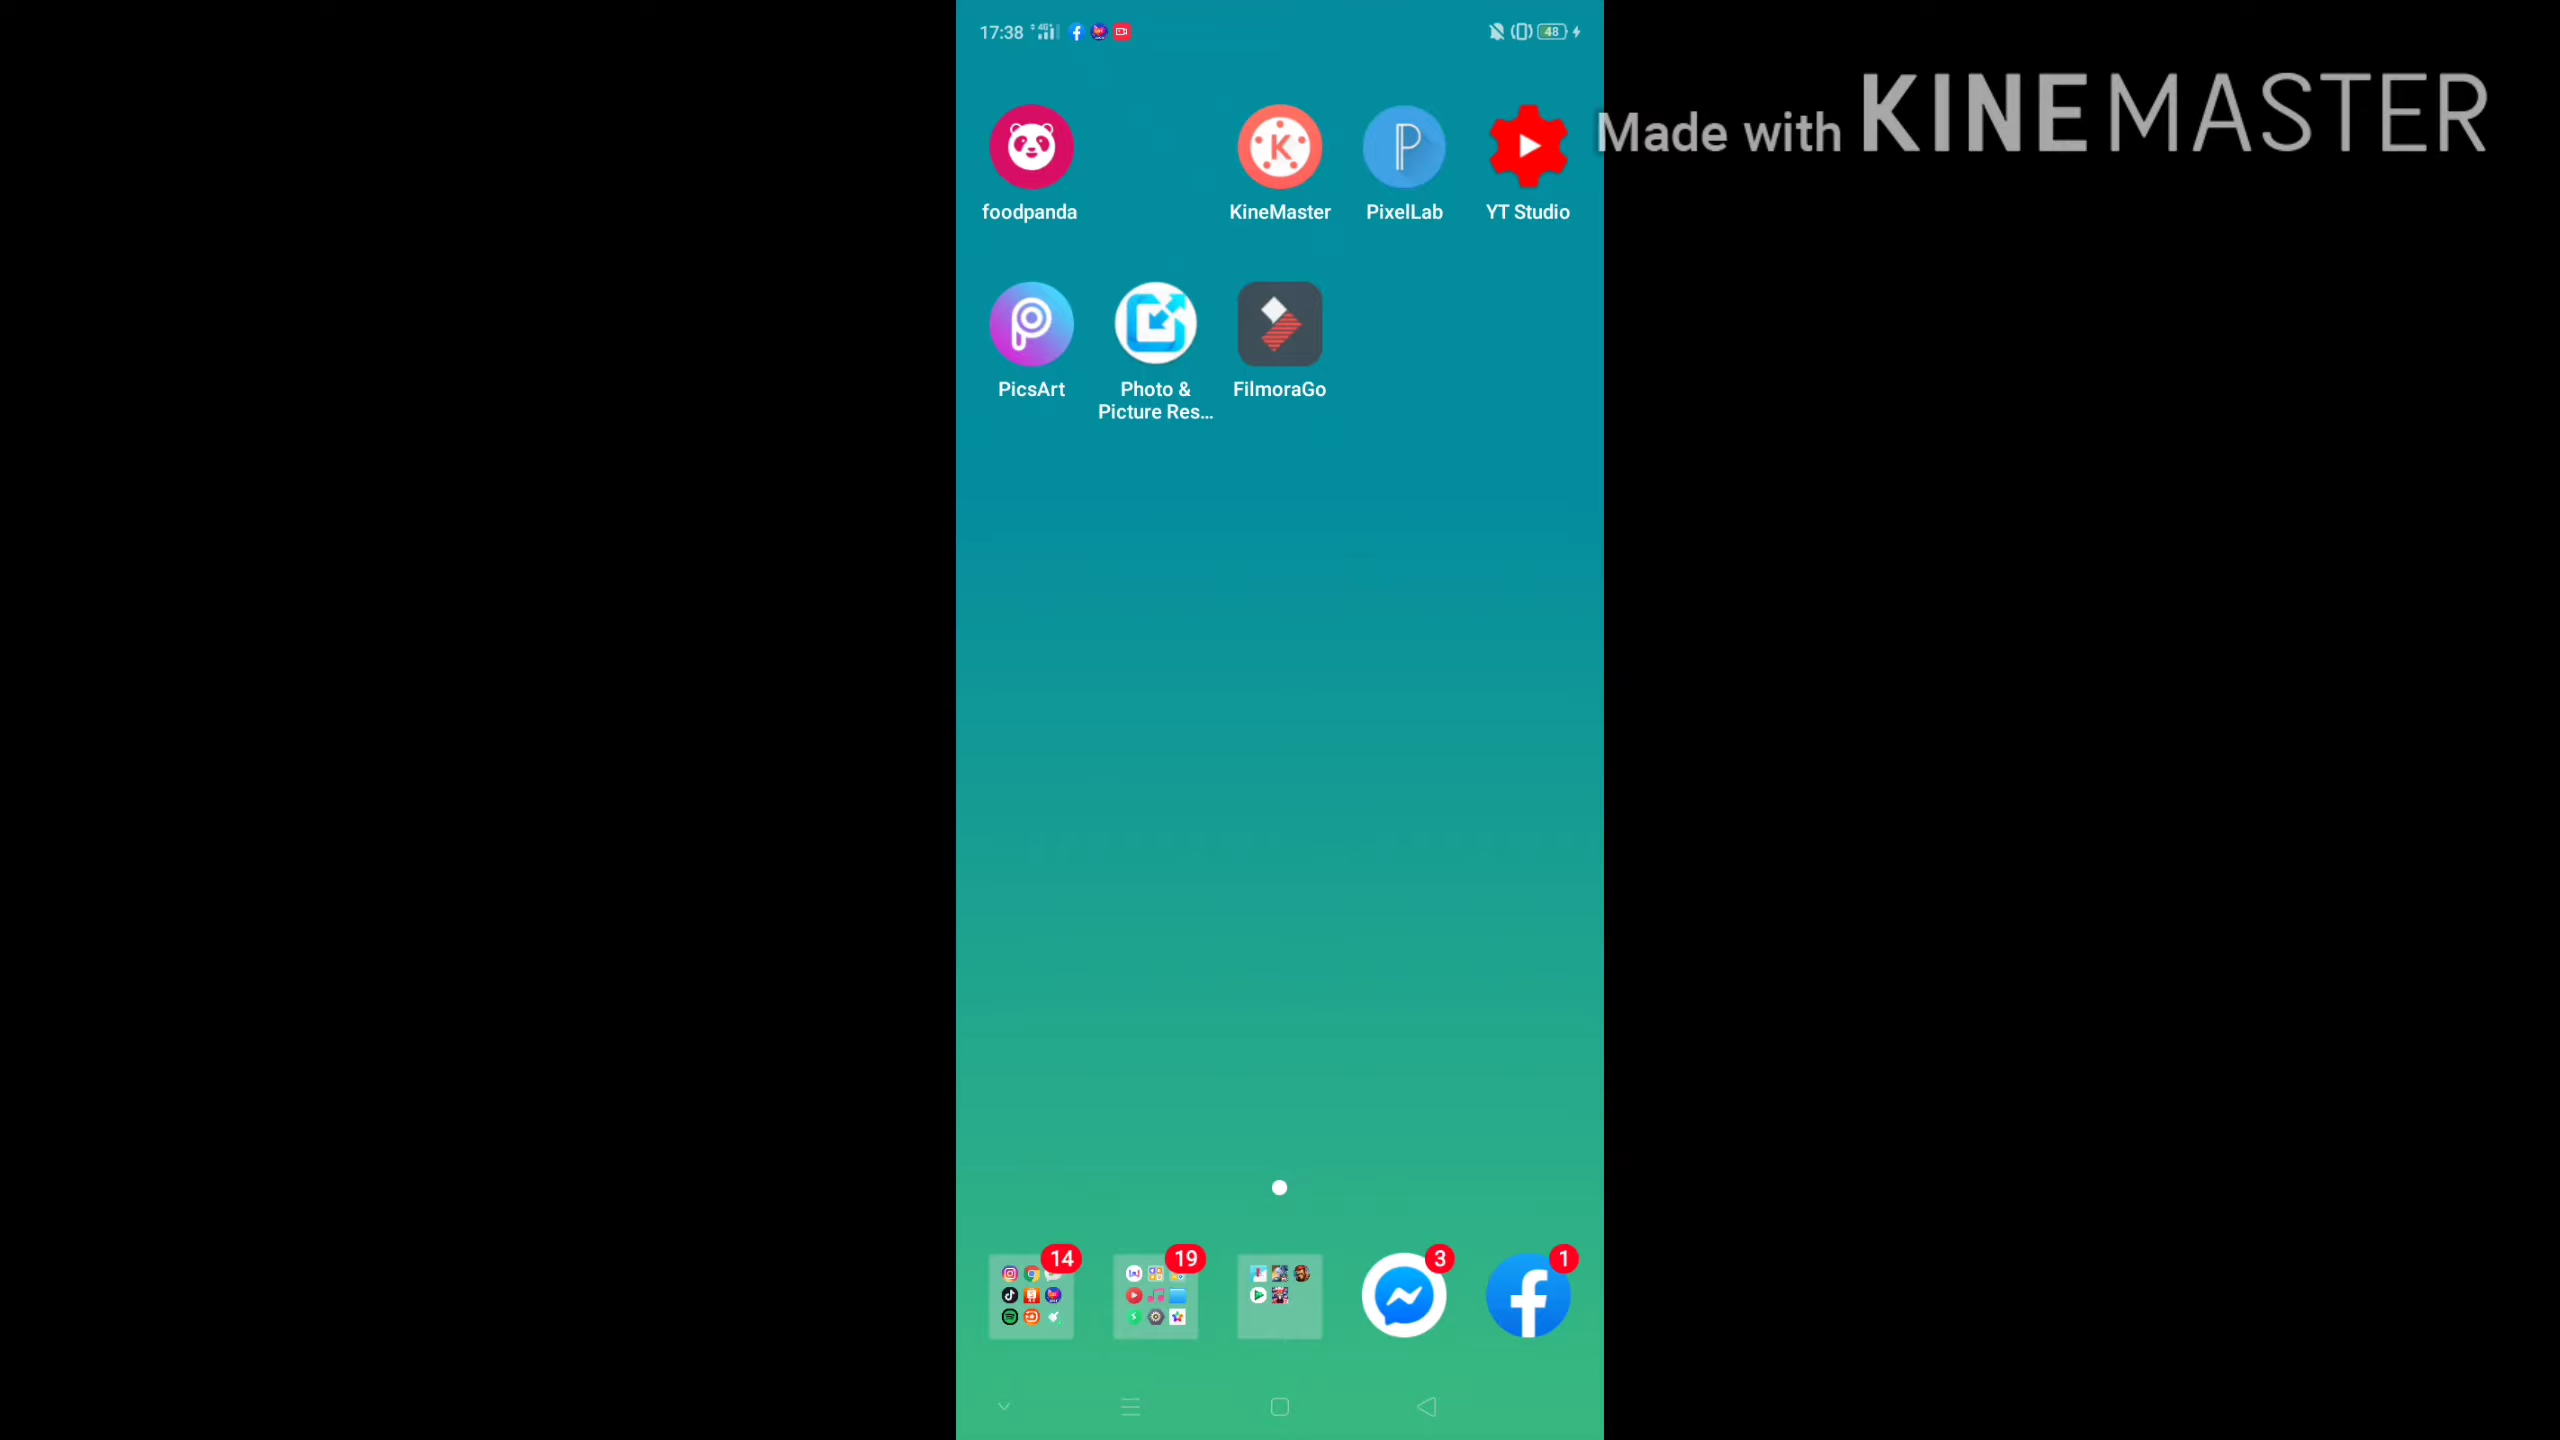 17:38
48
Made with KINEMASTER
foodpanda
KineMaster
PixelLab
YT Studio
PicsArt
Photo &
Picture Res...
FilmoraGo
14
19
3
1